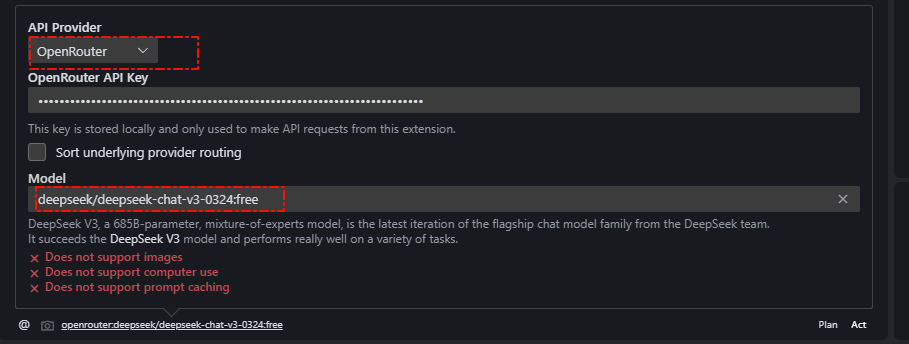 API Provider
OpenRouter
OpenRouter API Key
This key is stored locally and only used to make API requests from this extension.
Sort underlying provider routing
Model
deepseek/deepseek-chat-v3-0324:free
DeepSeek V3, a 685B-parameter, mixture-of-experts model, is the latest iteration of the flagship chat model family from the DeepSeek team.
It succeeds the DeepSeek V3 model and performs really well on a variety of tasks.
Does not support images
Does not support computer use
Does not support prompt caching
@ openrouter:deepseek/deepseek-chat-v3-0324:free Plan Act